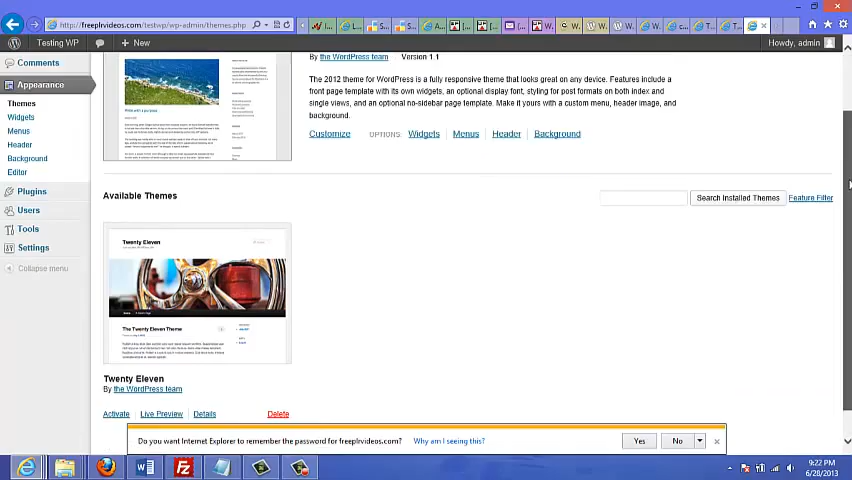 http://freeplrvideos.com/testwp/wp-admin/themes.php
Testing WP
+ New
Howdy, admin
Comments
Appearance
Themes
Widgets
Menus
Header
Background
Editor
Plugins
Users
Tools
Settings
Collapse menu
By the WordPress team
Version 1.1
The 2012 theme for WordPress is a fully responsive theme that looks great on any device. Features include a
front page template with its own widgets, an optional display font, styling for post formats on both index and
single views, and an optional no-sidebar page template. Make it yours with a custom menu, header image, and
background.
Customize
OPTIONS: Widgets Menus Header Background
Available Themes
Search Installed Themes
Feature Filter
Twenty Eleven
The Twenty Eleven Theme
Twenty Eleven
By the WordPress team
Activate Live Preview Details Delete
Do you want Internet Explorer to remember the password for freeplrvideos.com?
Why am I seeing this?
Yes
No
9:22 PM
6/28/2013